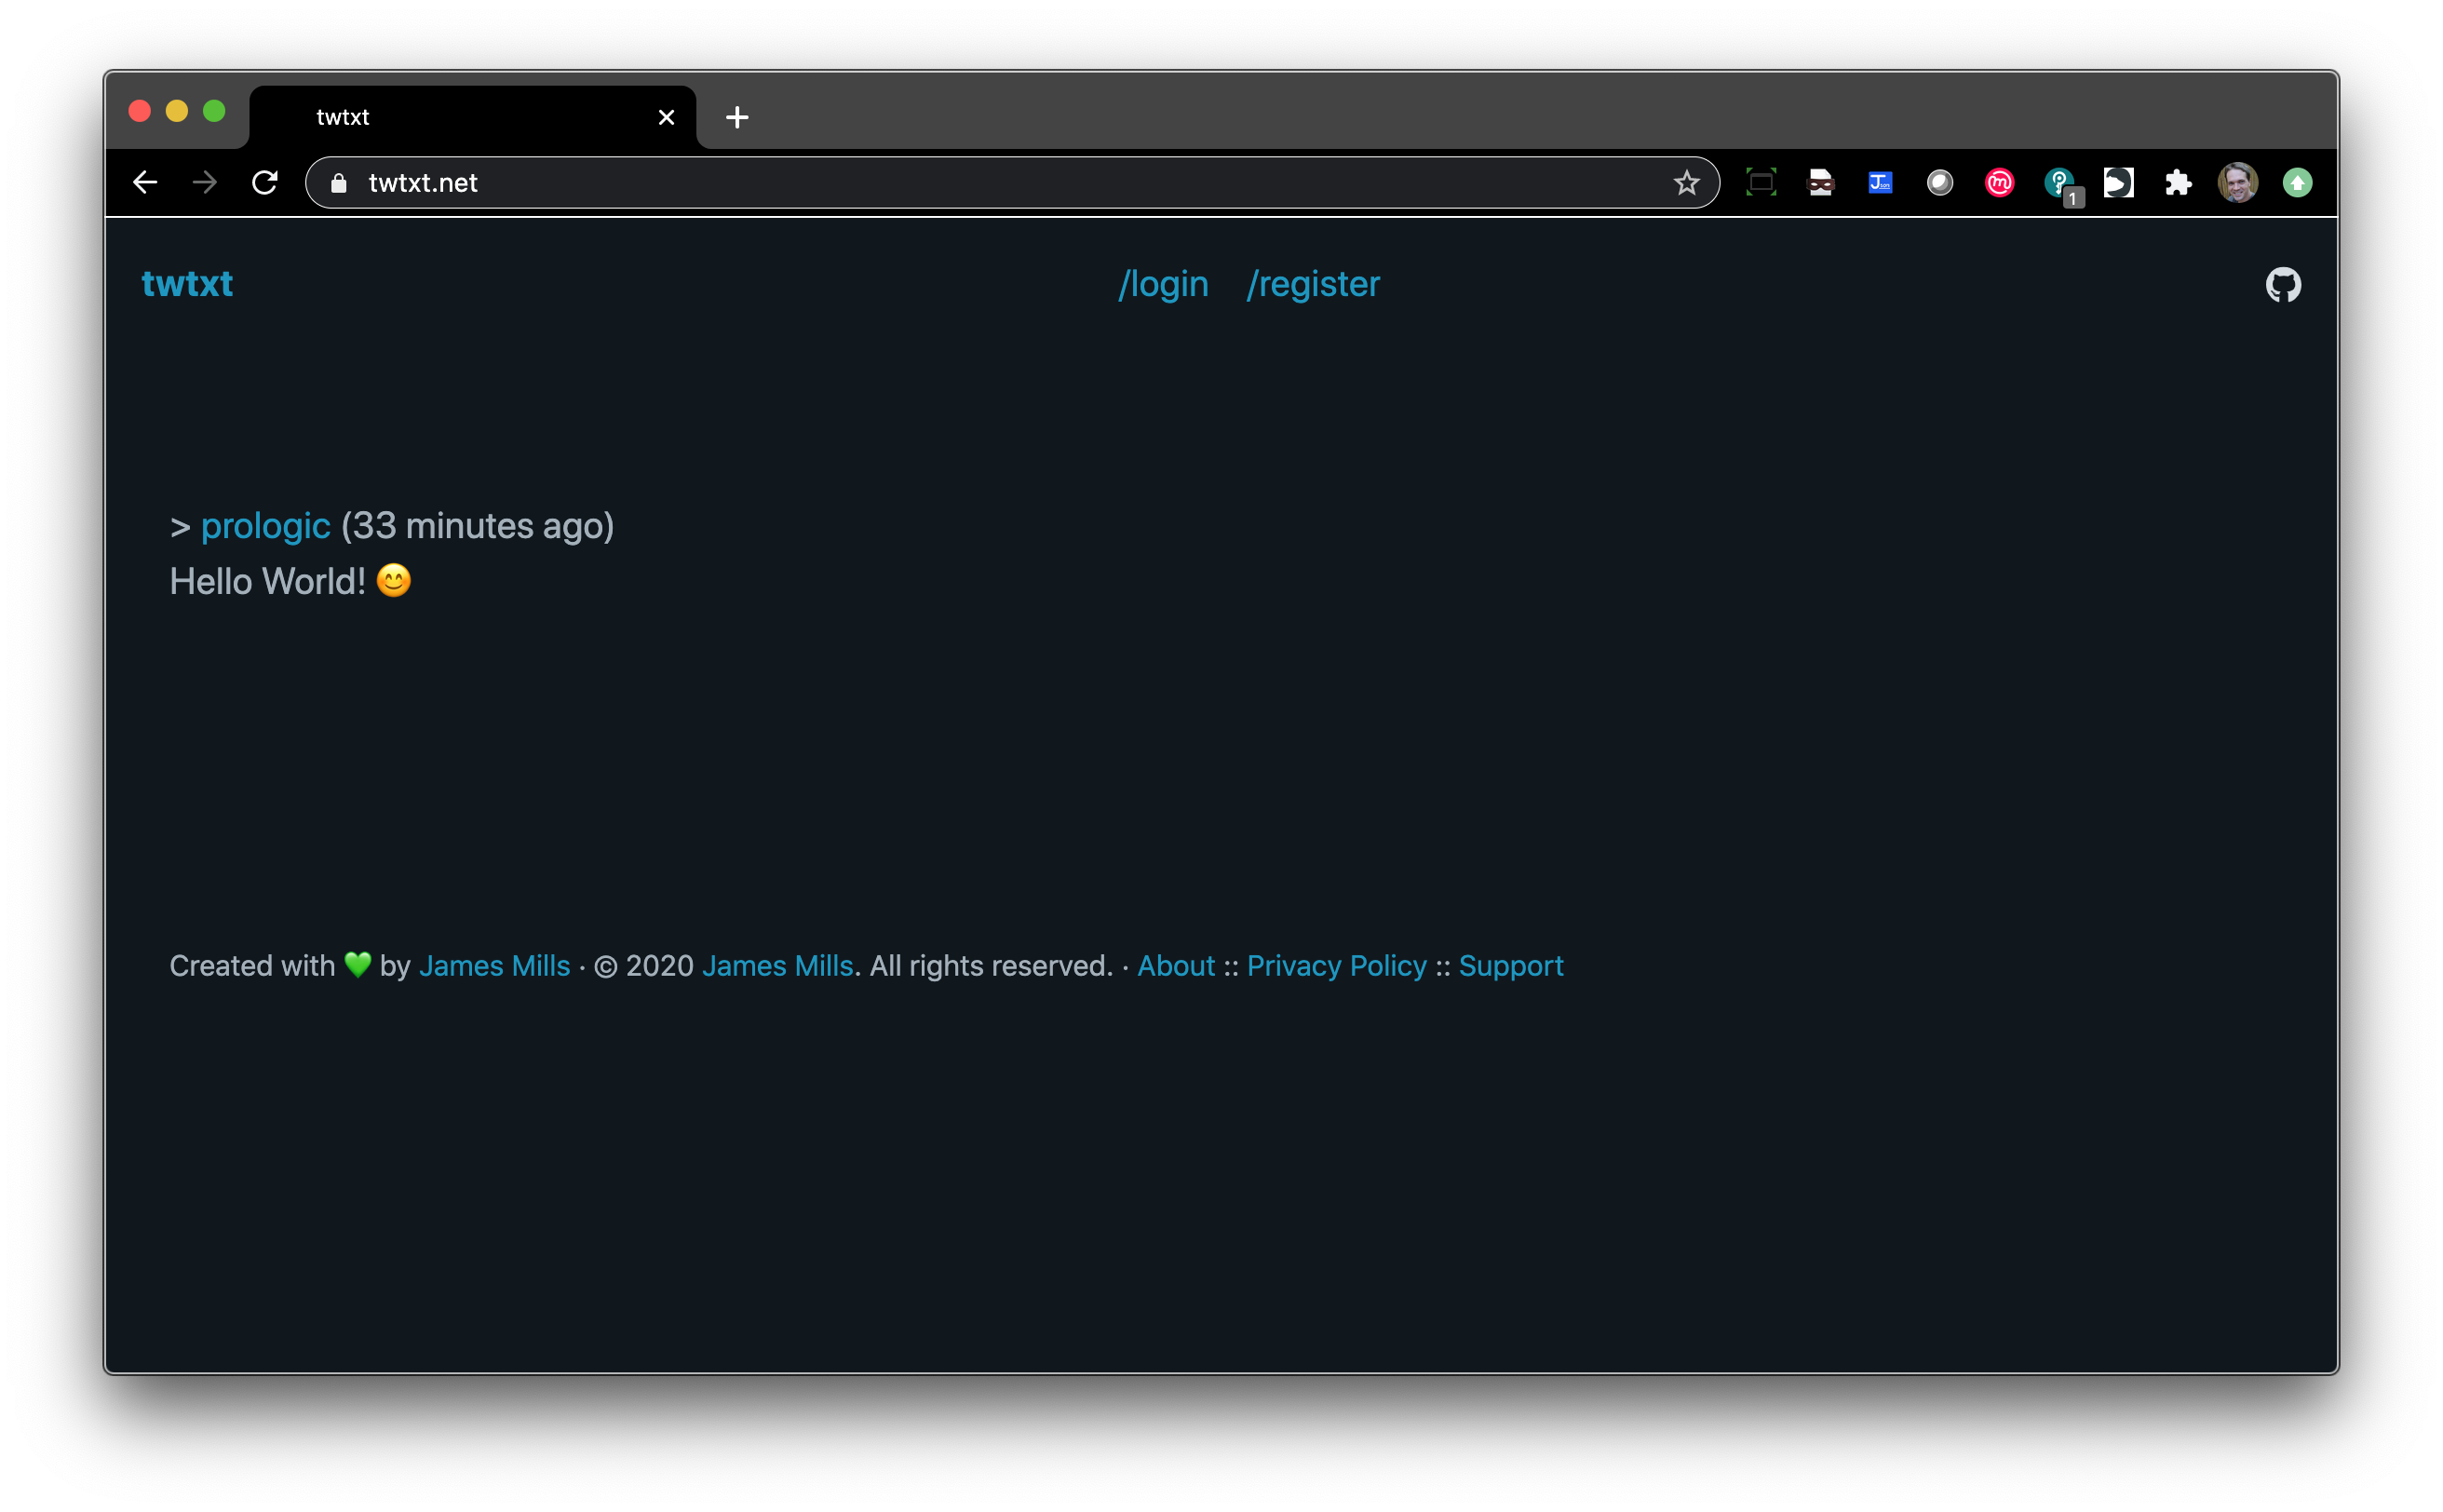 twtxt
twtxt.net
1
twtxt /login /register
> prologic (33 minutes ago)
Hello World! 😊
Created with 💚 by James Mills · © 2020 James Mills. All rights reserved. · About :: Privacy Policy :: Support